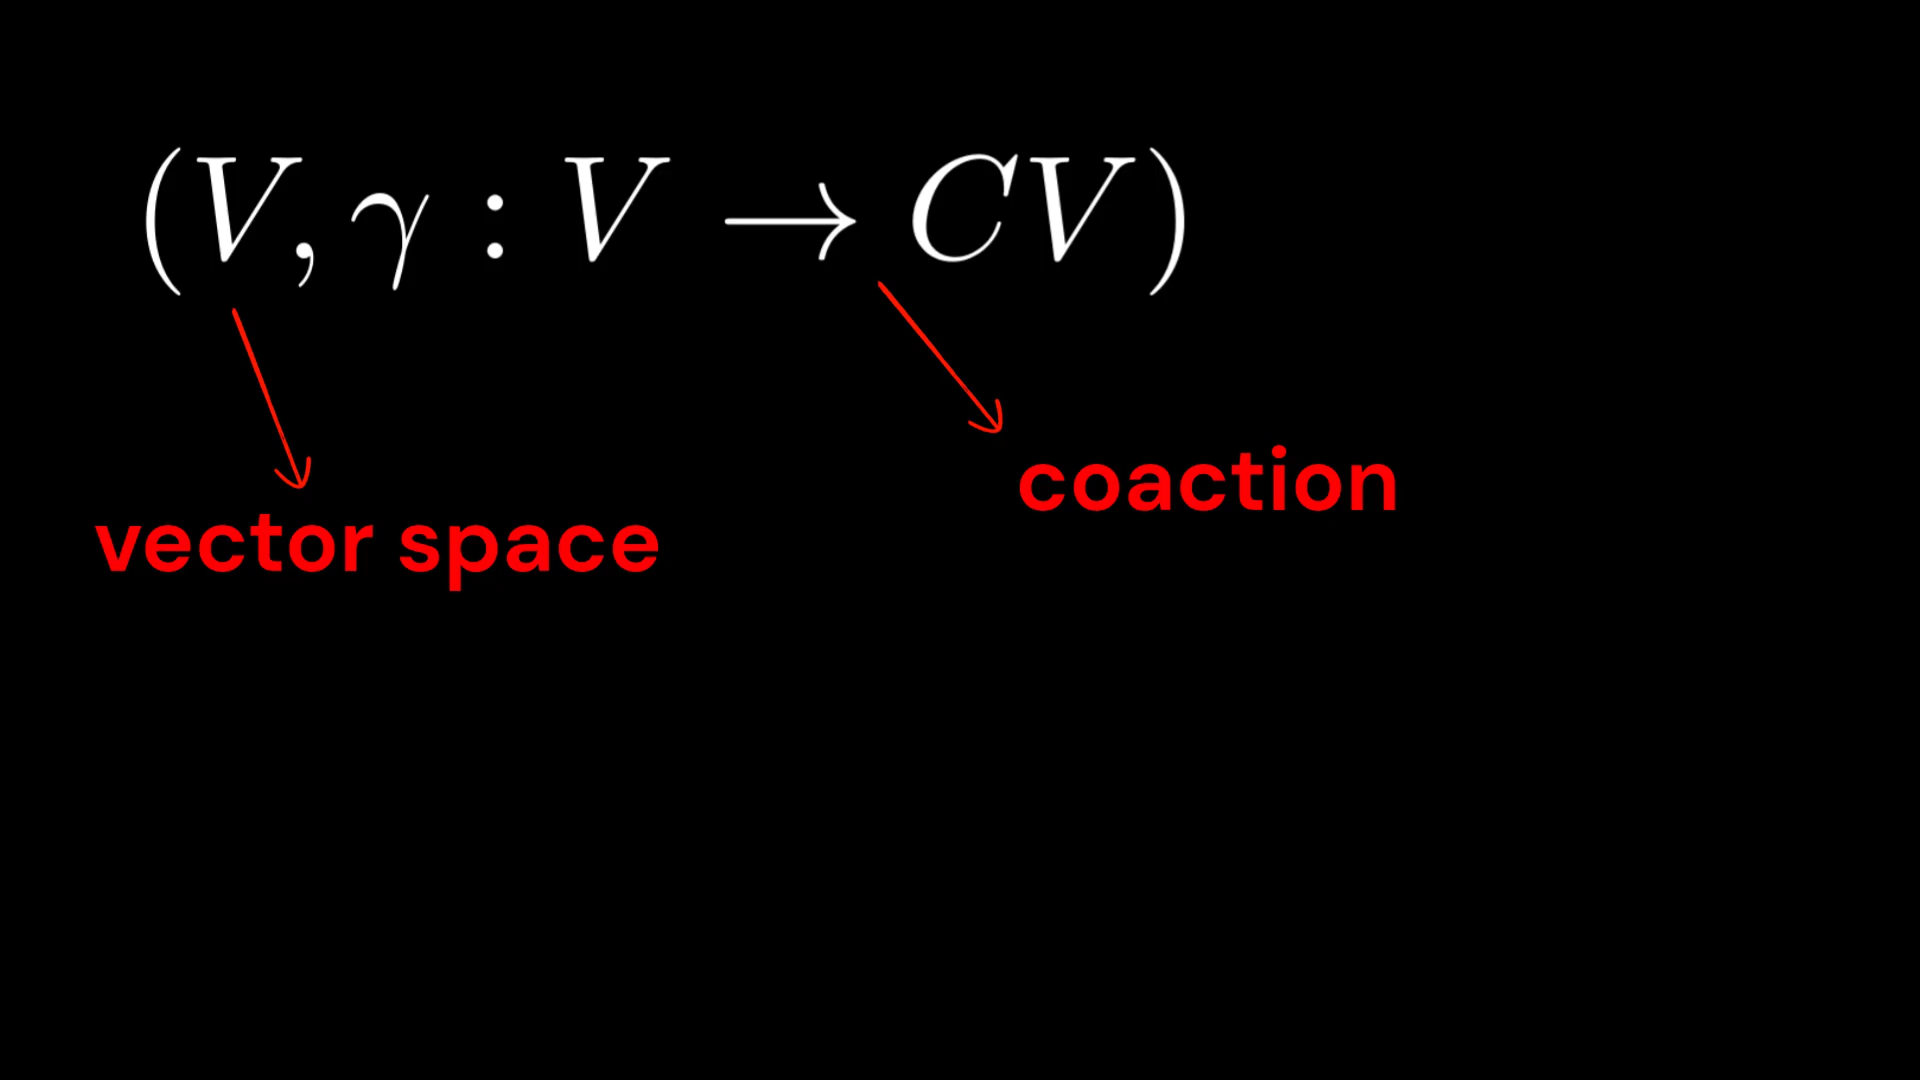 (V, γ : V → CV)
coaction
vector space